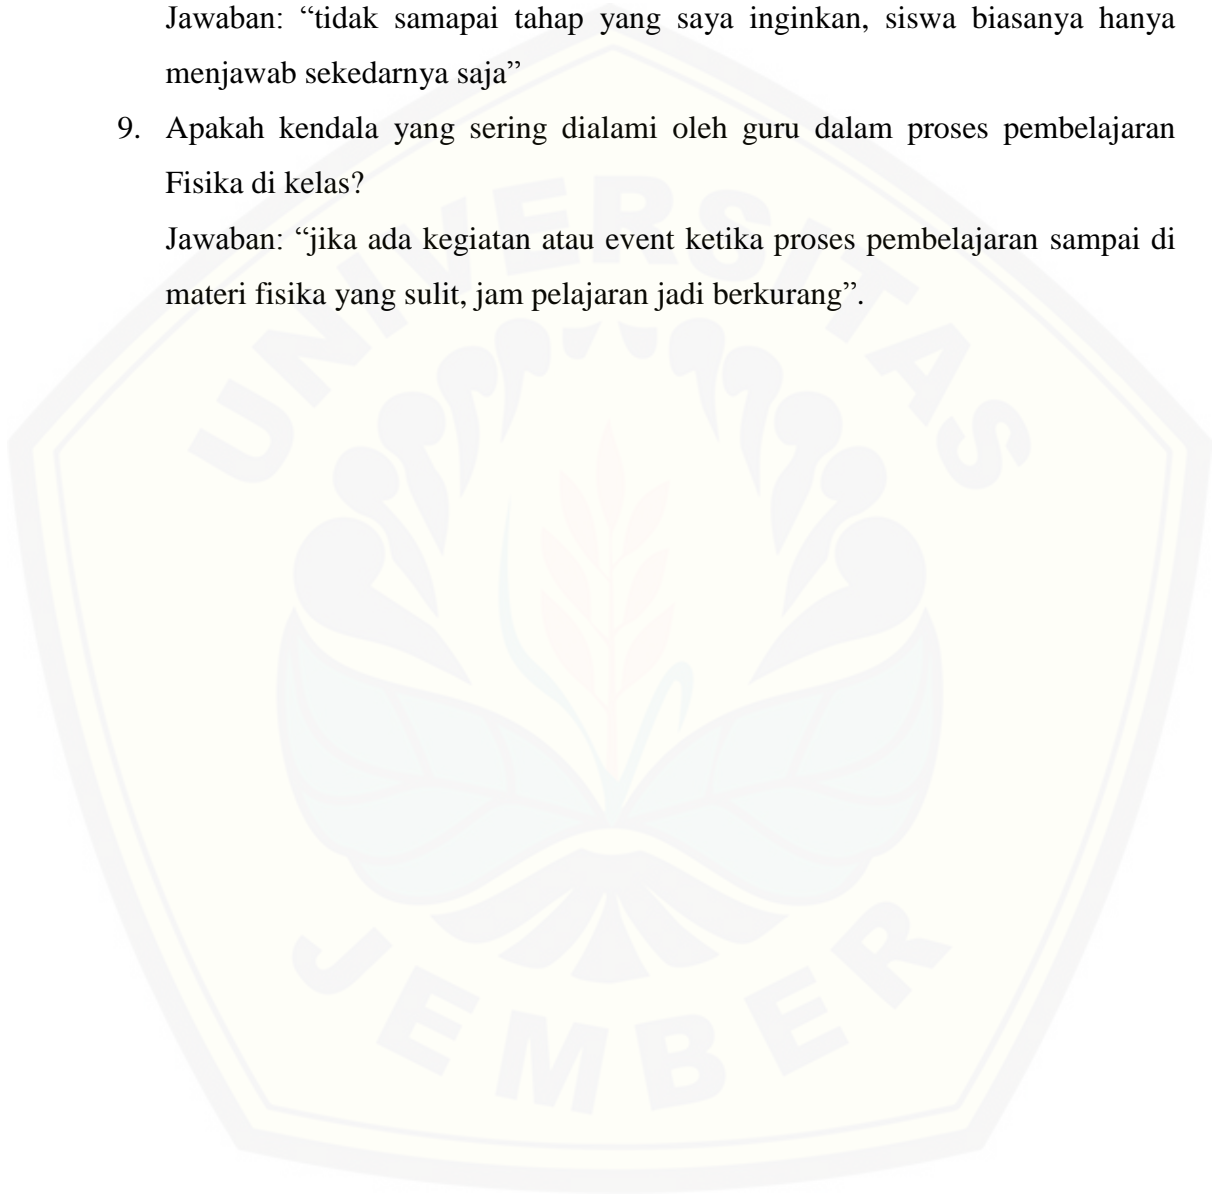 Jawaban: “tidak samapai tahap yang saya inginkan, siswa biasanya hanya
menjawab sekedarnya saja”
9. Apakah kendala yang sering dialami oleh guru dalam proses pembelajaran
Fisika di kelas?
Jawaban: “jika ada kegiatan atau event ketika proses pembelajaran sampai di
materi fisika yang sulit, jam pelajaran jadi berkurang”.
UNIVERSITAS
JEMBER